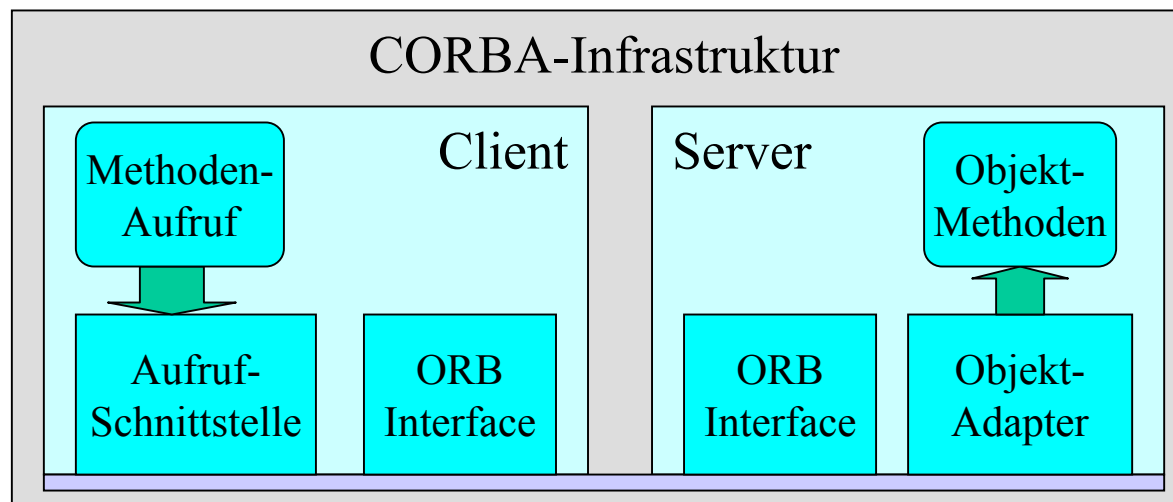 CORBA-Infrastruktur
Client
Methoden-
Aufruf
Aufruf-
Schnittstelle
ORB
Interface
Server
Objekt-
Methoden
ORB
Interface
Objekt-
Adapter